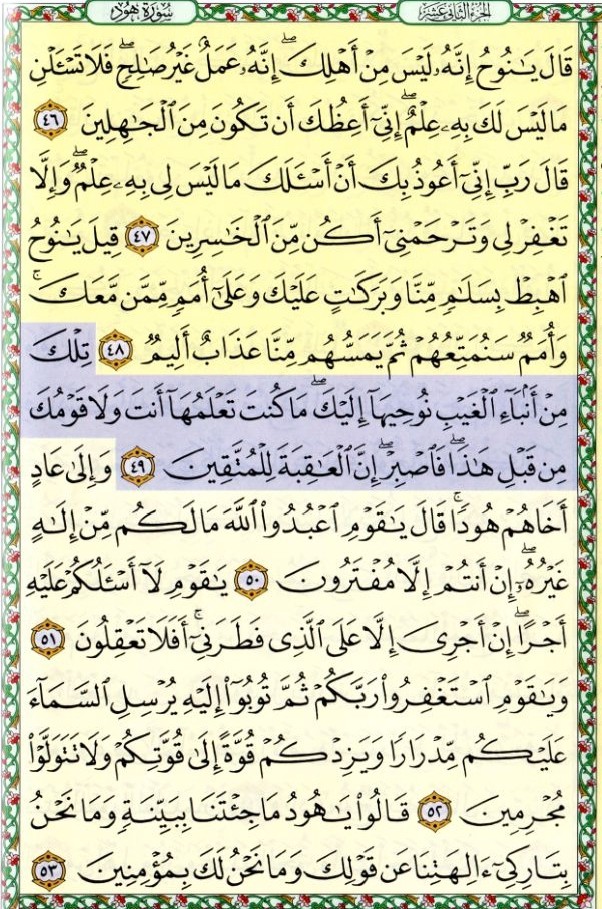 الجزء الثاني عشر
سورة هود
قَالَ يَٰنُوحُ إِنَّهُۥ لَيْسَ مِنْ أَهْلِكَ ۖ إِنَّهُۥ عَمَلٌ غَيْرُ صَٰلِحٍ ۖ فَلَا تَسْـَٔلْنِ
مَا لَيْسَ لَكَ بِهِۦ عِلْمٌ ۖ إِنِّىٓ أَعِظُكَ أَن تَكُونَ مِنَ ٱلْجَٰهِلِينَ ٤٦
قَالَ رَبِّ إِنِّىٓ أَعُوذُ بِكَ أَنْ أَسْـَٔلَكَ مَا لَيْسَ لِى بِهِۦ عِلْمٌ ۖ وَإِلَّا
تَغْفِرْ لِى وَتَرْحَمْنِىٓ أَكُن مِّنَ ٱلْخَٰسِرِينَ ٤٧ قِيلَ يَٰنُوحُ
ٱهْبِطْ بِسَلَٰمٍ مِّنَّا وَبَرَكَٰتٍ عَلَيْكَ وَعَلَىٰٓ أُمَمٍ مِّمَّن مَّعَكَ ۚ
وَأُمَمٌ سَنُمَتِّعُهُمْ ثُمَّ يَمَسُّهُم مِّنَّا عَذَابٌ أَلِيمٌ ٤٨ تِلْكَ
مِنْ أَنۢبَآءِ ٱلْغَيْبِ نُوحِيهَآ إِلَيْكَ ۖ مَا كُنتَ تَعْلَمُهَآ أَنتَ وَلَا قَوْمُكَ
مِن قَبْلِ هَٰذَا ۖ فَٱصْبِرْ ۖ إِنَّ ٱلْعَٰقِبَةَ لِلْمُتَّقِينَ ٤٩ وَإِلَىٰ عَادٍ
أَخَاهُمْ هُودًا ۚ قَالَ يَٰقَوْمِ ٱعْبُدُوا۟ ٱللَّهَ مَا لَكُم مِّنْ إِلَٰهٍ
غَيْرُهُۥٓ ۖ إِنْ أَنتُمْ إِلَّا مُفْتَرُونَ ٥٠ يَٰقَوْمِ لَآ أَسْـَٔلُكُمْ عَلَيْهِ
أَجْرًا ۖ إِنْ أَجْرِىَ إِلَّا عَلَى ٱلَّذِى فَطَرَنِىٓ ۚ أَفَلَا تَعْقِلُونَ ٥١
وَيَٰقَوْمِ ٱسْتَغْفِرُوا۟ رَبَّكُمْ ثُمَّ تُوبُوٓا۟ إِلَيْهِ يُرْسِلِ ٱلسَّمَآءَ
عَلَيْكُم مِّدْرَارًا وَيَزِدْكُمْ قُوَّةً إِلَىٰ قُوَّتِكُمْ وَلَا تَتَوَلَّوْا۟
مُجْرِمِينَ ٥٢ قَالُوا۟ يَٰهُودُ مَا جِئْتَنَا بِبَيِّنَةٍ وَمَا نَحْنُ
بِتَارِكِىٓ ءَالِهَتِنَا عَن قَوْلِكَ وَمَا نَحْنُ لَكَ بِمُؤْمِنِينَ ٥٣